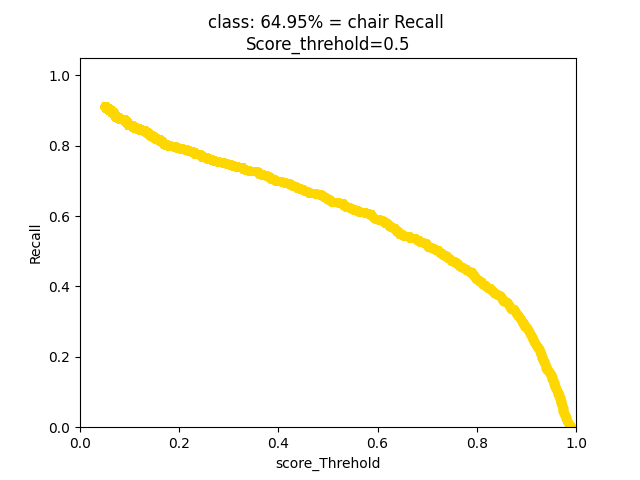 class: 64.95% = chair Recall
Score_threhold=0.5
1.0
0.8
0.6
0.4
0.2
0.0
Recall
0.0 0.2 0.4 0.6 0.8 1.0
score_Threhold